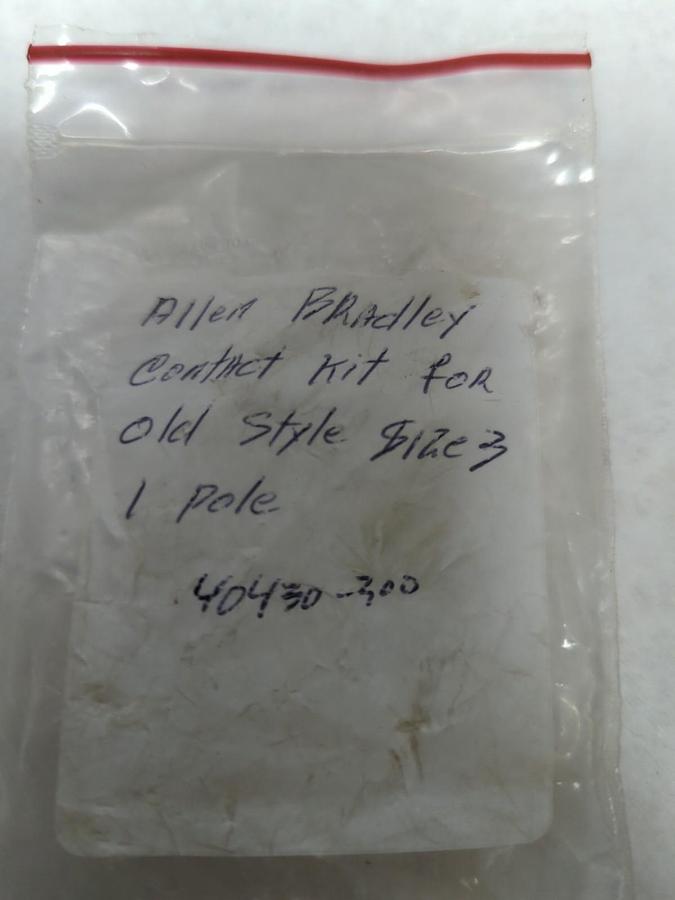 Allen BRAdley
Contact Kit for
Old Style Size 3
1 Pole
40430-300